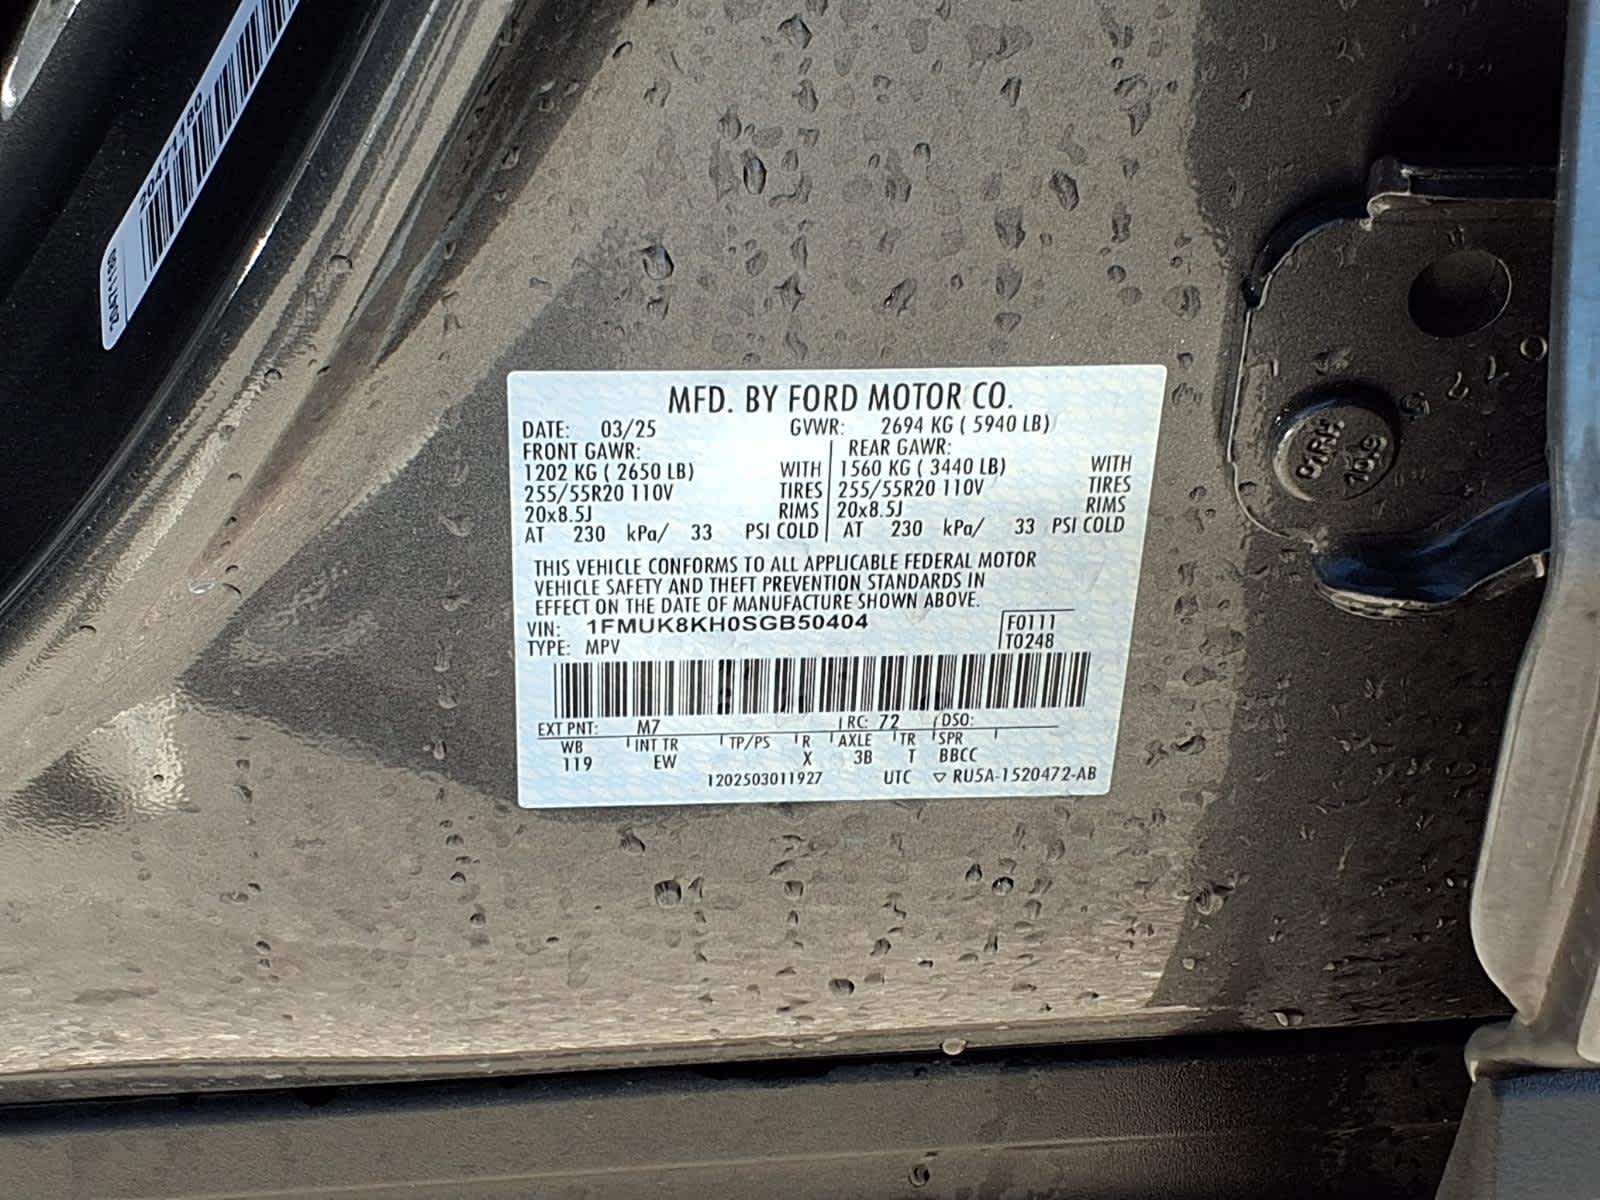 20471180
20471180
MFD. BY FORD MOTOR CO.
DATE: 03/25 GVWR: 2694 KG ( 5940 LB)
FRONT GAWR: REAR GAWR:
1202 KG ( 2650 LB) WITH 1560 KG ( 3440 LB) WITH
255/55R20 110V TIRES 255/55R20 110V TIRES
20x8.5J RIMS 20x8.5J RIMS
AT 230 kPa/ 33 PSI COLD AT 230 kPa/ 33 PSI COLD
THIS VEHICLE CONFORMS TO ALL APPLICABLE FEDERAL MOTOR
VEHICLE SAFETY AND THEFT PREVENTION STANDARDS IN
EFFECT ON THE DATE OF MANUFACTURE SHOWN ABOVE.
VIN: 1FMUK8KH0SGB50404 F0111
TYPE: MPV T0248
EXT PNT: M7 RC: 72 DSO:
WB INT TR TP/PS R AXLE TR SPR
119 EW X 3B T BBCC
1202503011927 UTC ▽ RU5A-1520472-AB
10.9